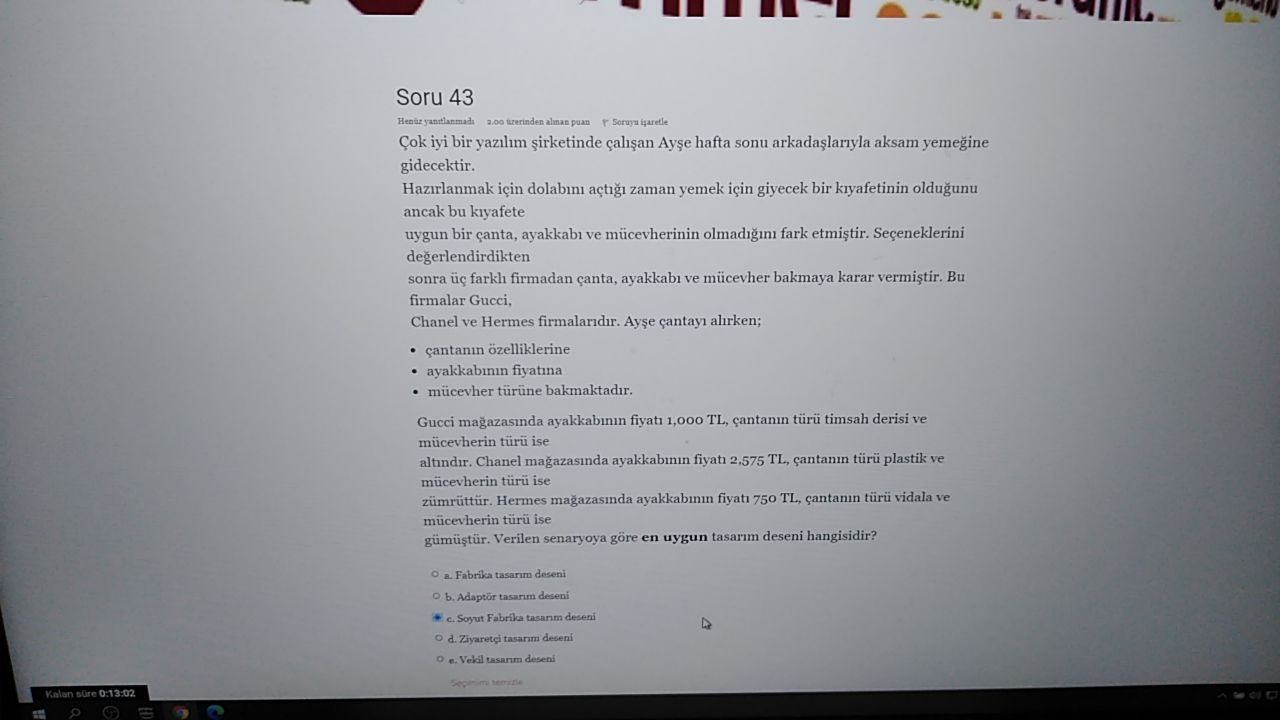 Soru 43
Henüz yanıtlanmadı 2.00 üzerinden alınan puan Soruyu işaretle
Çok iyi bir yazılım şirketinde çalışan Ayşe hafta sonu arkadaşlarıyla aksam yemeğine
gidecektir.
Hazırlanmak için dolabını açtığı zaman yemek için giyecek bir kıyafetinin olduğunu
ancak bu kıyafete
uygun bir çanta, ayakkabı ve mücevherinin olmadığını fark etmiştir. Seçeneklerini
değerlendirdikten
sonra üç farklı firmadan çanta, ayakkabı ve mücevher bakmaya karar vermiştir. Bu
firmalar Gucci,
Chanel ve Hermes firmalarıdır. Ayşe çantayı alırken;
• çantanın özelliklerine
• ayakkabının fiyatına
• mücevher türüne bakmaktadır.
Gucci mağazasında ayakkabının fiyatı 1,000 TL, çantanın türü timsah derisi ve
mücevherin türü ise
altındır. Chanel mağazasında ayakkabının fiyatı 2,575 TL, çantanın türü plastik ve
mücevherin türü ise
zümrüttür. Hermes mağazasında ayakkabının fiyatı 750 TL, çantanın türü vidala ve
mücevherin türü ise
gümüştür. Verilen senaryoya göre en uygun tasarım deseni hangisidir?
a. Fabrika tasarım deseni
b. Adaptör tasarım deseni
c. Soyut Fabrika tasarım deseni
d. Ziyaretçi tasarım deseni
e. Vekil tasarım deseni
Seçimimi temizle
Kalan süre 0:13:02